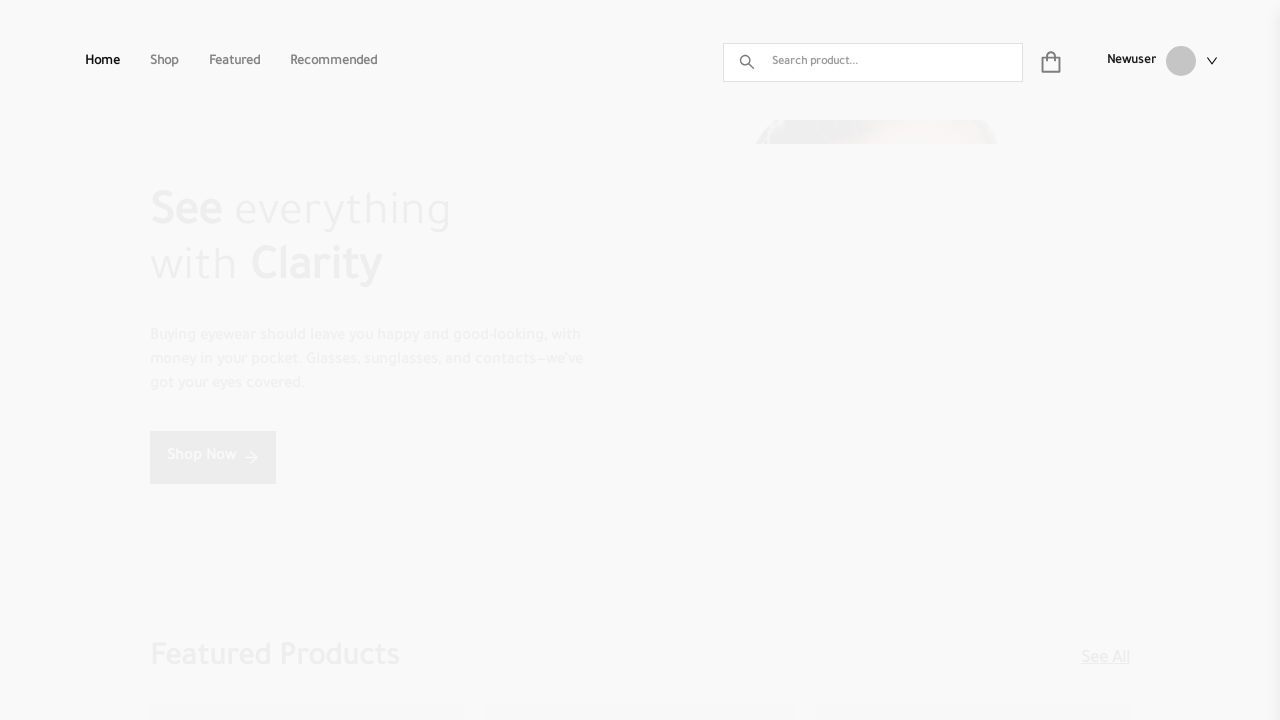 Home Shop Featured Recommended Search product... Newuser
See everything
with Clarity
Buying eyewear should leave you happy and good-looking, with
money in your pocket. Glasses, sunglasses, and contacts—we've
got your eyes covered.
Shop Now
Featured Products See All